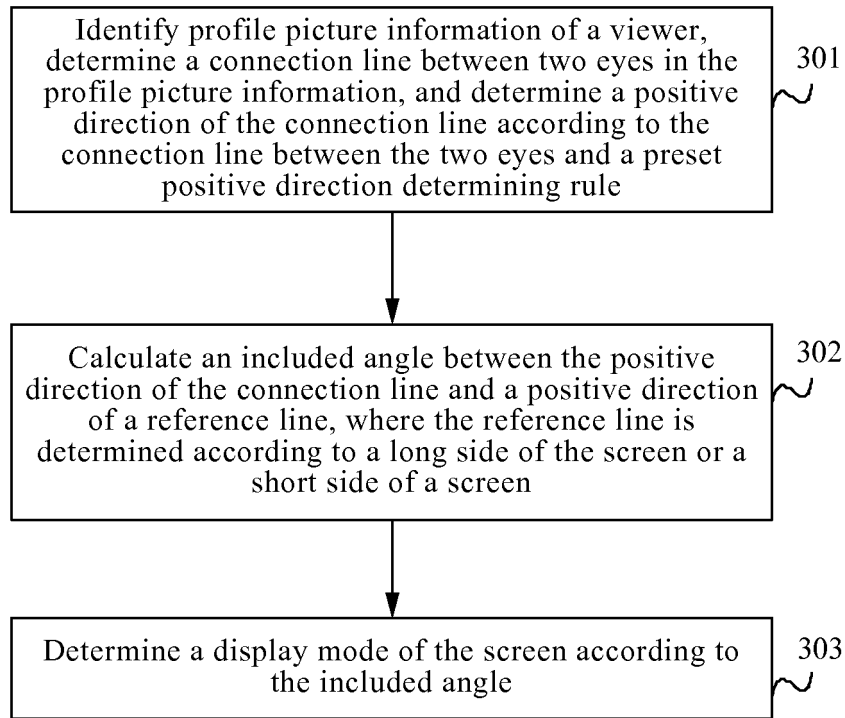 Identify profile picture information of a viewer,
determine a connection line between two eyes in the
profile picture information, and determine a positive
direction of the connection line according to the
connection line between the two eyes and a preset
positive direction determining rule
301
Calculate an included angle between the positive
direction of the connection line and a positive direction
of a reference line, where the reference line is
determined according to a long side of the screen or a
short side of a screen
302
Determine a display mode of the screen according to
the included angle
303